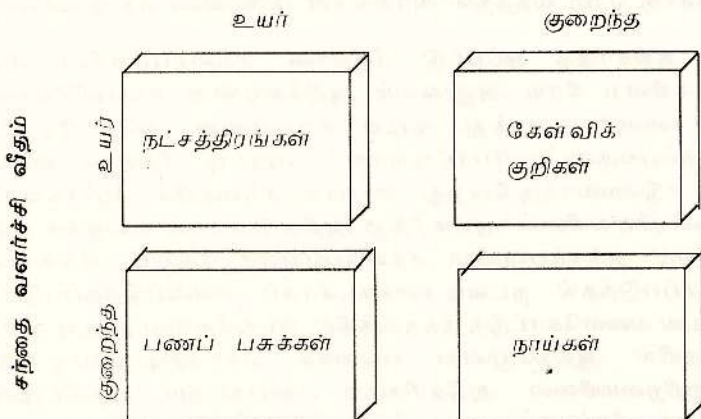 உயர் குறைந்த
சந்தை வளர்ச்சி வீதம்
உயர்
நட்சத்திரங்கள்
கேள்விக்
குறிகள்
குறைந்த
பணப் பசுக்கள்
நாய்கள்